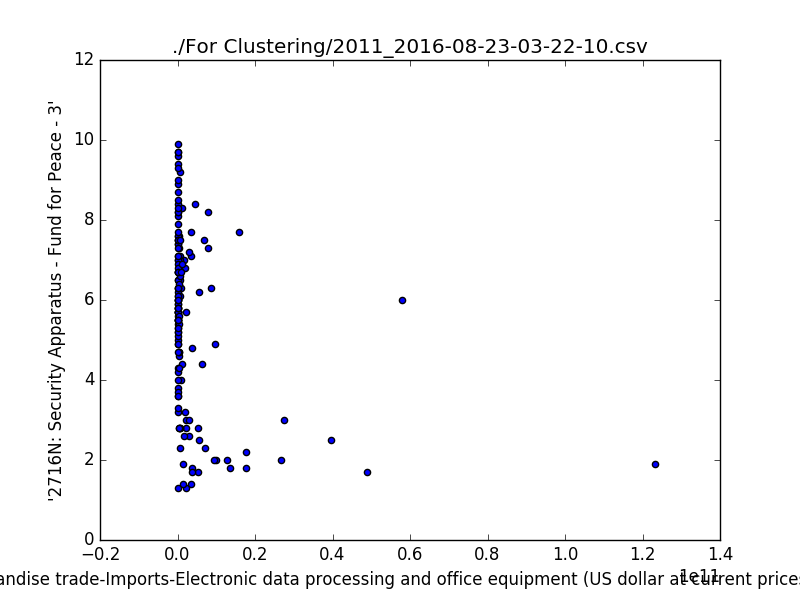 ./For Clustering/2011_2016-08-23-03-22-10.csv
'2716N: Security Apparatus - Fund for Peace - 3'
12
10
8
6
4
2
0
−0.2 0.0 0.2 0.4 0.6 0.8 1.0 1.2 1.4
1e11
andise trade-Imports-Electronic data processing and office equipment (US dollar at current prices